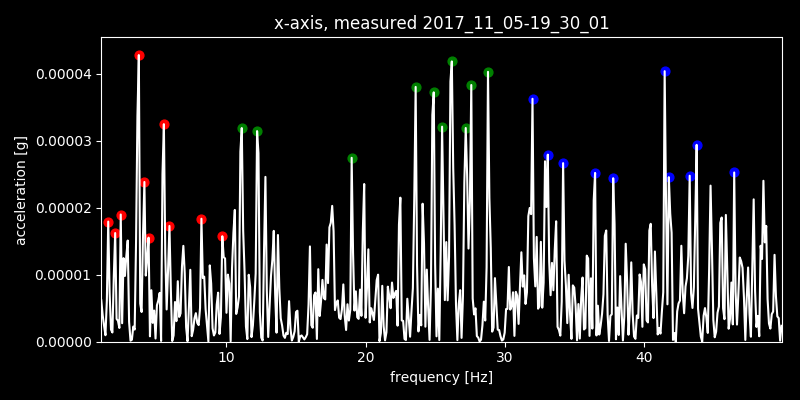 x-axis, measured 2017_11_05-19_30_01
acceleration [g]
0.00004
0.00003
0.00002
0.00001
0.00000
10 20 30 40
frequency [Hz]